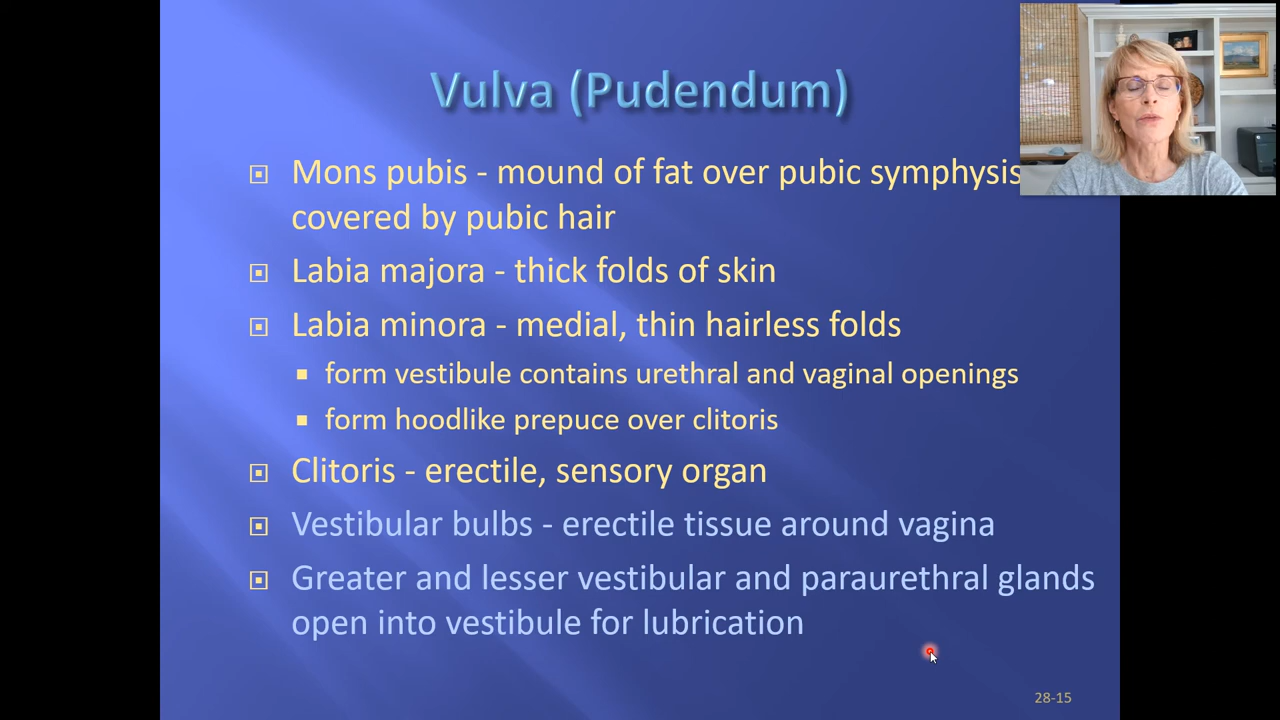 Vulva (Pudendum)
Mons pubis - mound of fat over pubic symphysis
covered by pubic hair
Labia majora - thick folds of skin
Labia minora - medial, thin hairless folds
form vestibule contains urethral and vaginal openings
form hoodlike prepuce over clitoris
Clitoris - erectile, sensory organ
Vestibular bulbs - erectile tissue around vagina
Greater and lesser vestibular and paraurethral glands
open into vestibule for lubrication
28-15